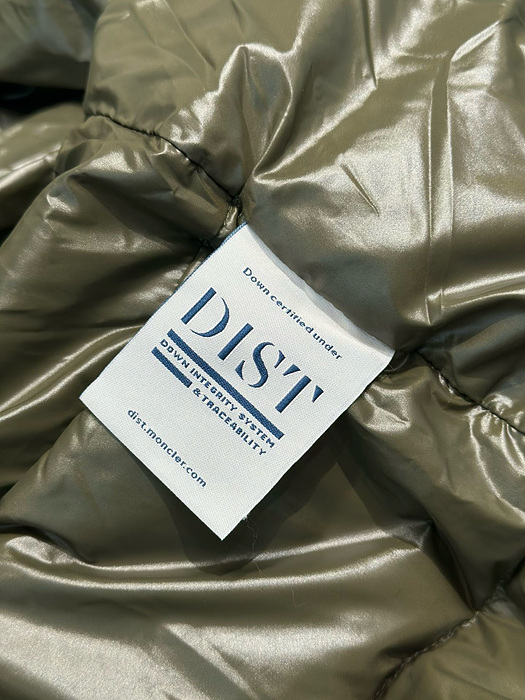 Down certified under
DIST
DOWN INTEGRITY SYSTEM
& TRACEABILITY
dist.moncler.com